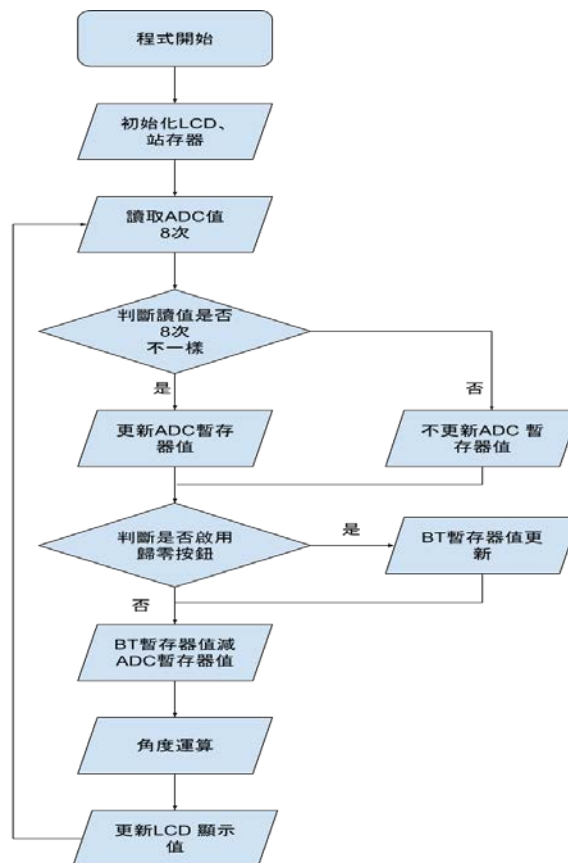 程式開始
初始化LCD、
站存器
讀取ADC值
8次
判斷讀值是否
8次
不一樣
是
否
更新ADC暫存
器值
不更新ADC 暫
存器值
判斷是否啟用
歸零按鈕
是
BT暫存器值更
新
否
BT暫存器值減
ADC暫存器值
角度運算
更新LCD 顯示
值